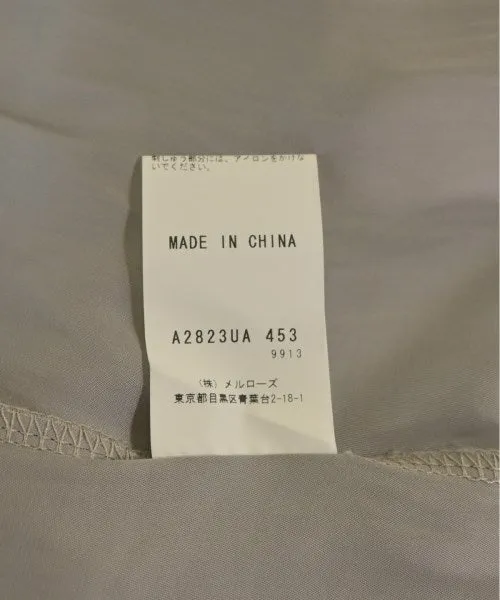 刺しゅう部分には、アイロンをかけな
いでください。
MADE IN CHINA
A2823UA 453
9913
(株) メルローズ
東京都目黒区青葉台2-18-1